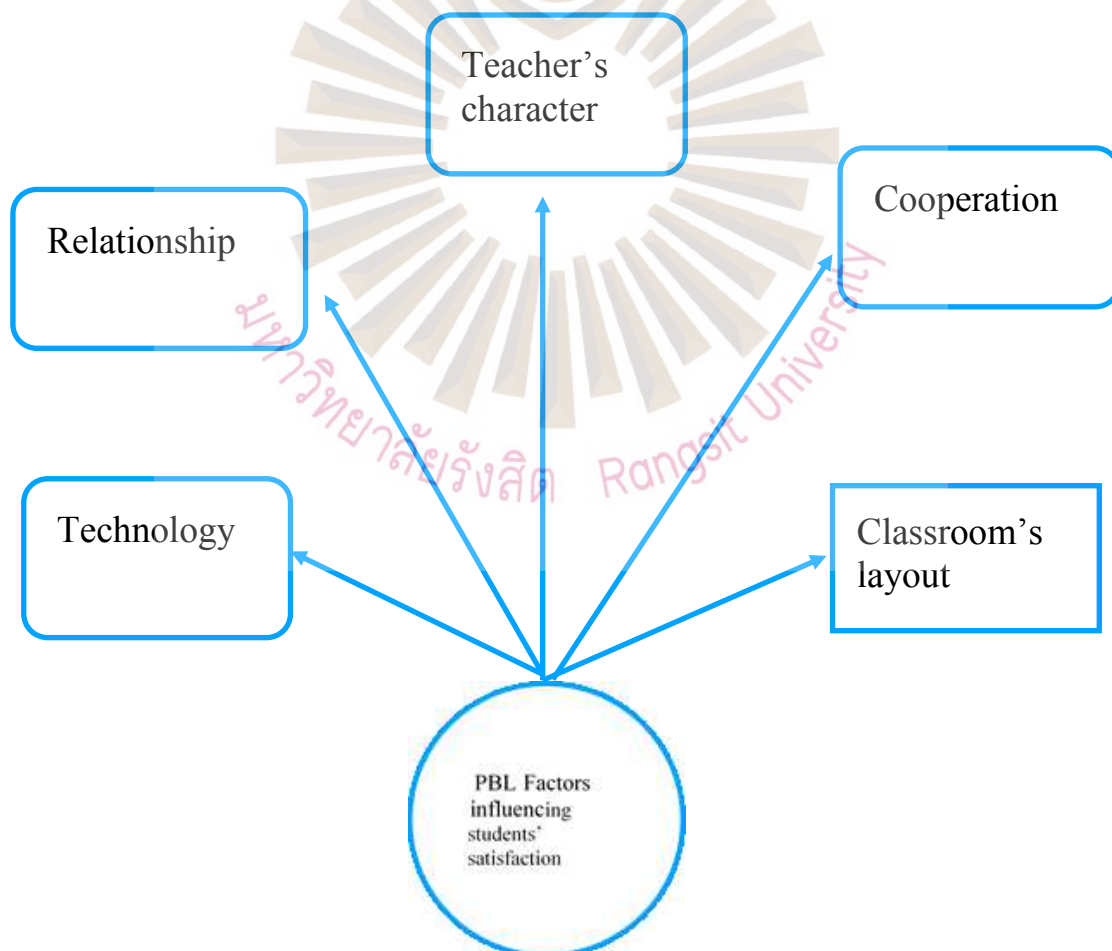 Teacher’s
character
Cooperation
Relationship
มหาวิทยาลัยรังสิต Rangsit University
Technology
Classroom’s
layout
PBL Factors
influencing
students’
satisfaction